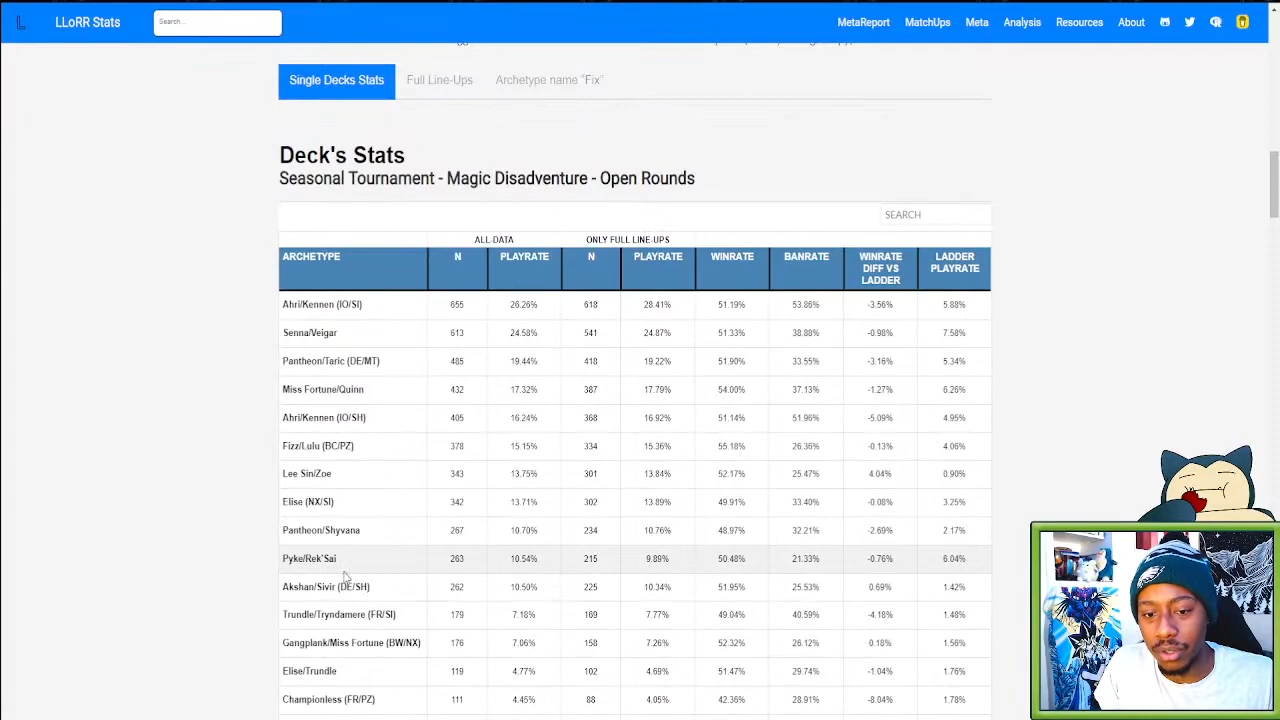 LLoRR Stats Search... MetaReport MatchUps Meta Analysis Resources About
Single Decks Stats Full Line-Ups Archetype name "Fix"
Deck's Stats
Seasonal Tournament - Magic Disadventure - Open Rounds
SEARCH
ALL DATA ONLY FULL LINE-UPS
ARCHETYPE N PLAYRATE N PLAYRATE WINRATE BANRATE WINRATE DIFF VS LADDER LADDER PLAYRATE
Ahri/Kennen (IO/SI) 655 26.26% 618 28.41% 51.19% 53.86% -3.56% 5.88%
Senna/Veigar 613 24.58% 541 24.87% 51.33% 38.88% -0.98% 7.58%
Pantheon/Taric (DE/MT) 485 19.44% 418 19.22% 51.90% 33.55% -3.16% 5.34%
Miss Fortune/Quinn 432 17.32% 387 17.79% 54.00% 37.13% -1.27% 6.26%
Ahri/Kennen (IO/SH) 405 16.24% 368 16.92% 51.14% 51.96% -5.09% 4.95%
Fizz/Lulu (BC/PZ) 378 15.15% 334 15.36% 55.18% 26.36% -0.13% 4.06%
Lee Sin/Zoe 343 13.75% 301 13.84% 52.17% 25.47% 4.04% 0.90%
Elise (NX/SI) 342 13.71% 302 13.89% 49.91% 33.40% -0.08% 3.25%
Pantheon/Shyvana 267 10.70% 234 10.76% 48.97% 32.21% -2.69% 2.17%
Pyke/Rek'Sai 263 10.54% 215 9.89% 50.48% 21.33% -0.76% 6.04%
Akshan/Sivir (DE/SH) 262 10.50% 225 10.34% 51.95% 25.53% 0.69% 1.42%
Trundle/Tryndamere (FR/SI) 179 7.18% 169 7.77% 49.04% 40.59% -4.18% 1.48%
Gangplank/Miss Fortune (BW/NX) 176 7.06% 158 7.26% 52.32% 26.12% 0.18% 1.56%
Elise/Trundle 119 4.77% 102 4.69% 51.47% 29.74% -1.04% 1.76%
Championless (FR/PZ) 111 4.45% 88 4.05% 42.36% 28.91% -8.04% 1.78%